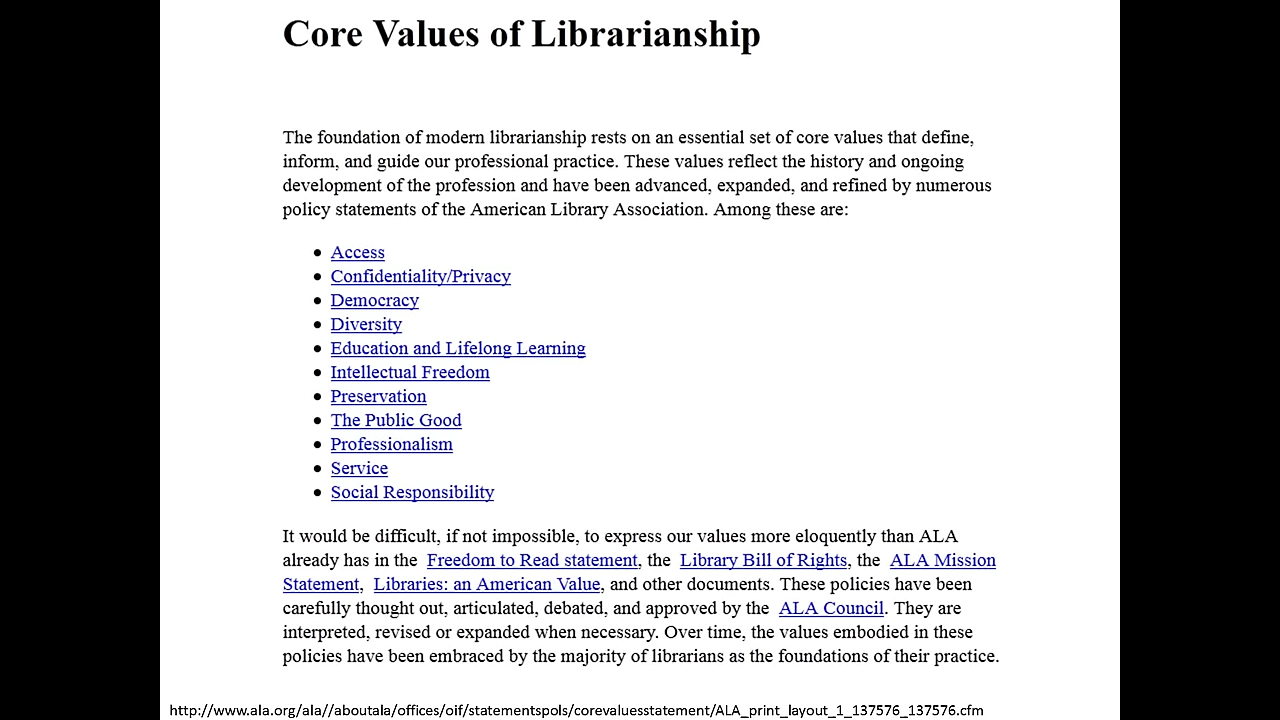 Core Values of Librarianship
The foundation of modern librarianship rests on an essential set of core values that define,
inform, and guide our professional practice. These values reflect the history and ongoing
development of the profession and have been advanced, expanded, and refined by numerous
policy statements of the American Library Association. Among these are:
• Access
• Confidentiality/Privacy
• Democracy
• Diversity
• Education and Lifelong Learning
• Intellectual Freedom
• Preservation
• The Public Good
• Professionalism
• Service
• Social Responsibility
It would be difficult, if not impossible, to express our values more eloquently than ALA
already has in the Freedom to Read statement, the Library Bill of Rights, the ALA Mission
Statement, Libraries: an American Value, and other documents. These policies have been
carefully thought out, articulated, debated, and approved by the ALA Council. They are
interpreted, revised or expanded when necessary. Over time, the values embodied in these
policies have been embraced by the majority of librarians as the foundations of their practice.
http://www.ala.org/ala//aboutala/offices/oif/statementspols/corevaluesstatement/ALA_print_layout_1_137576_137576.cfm